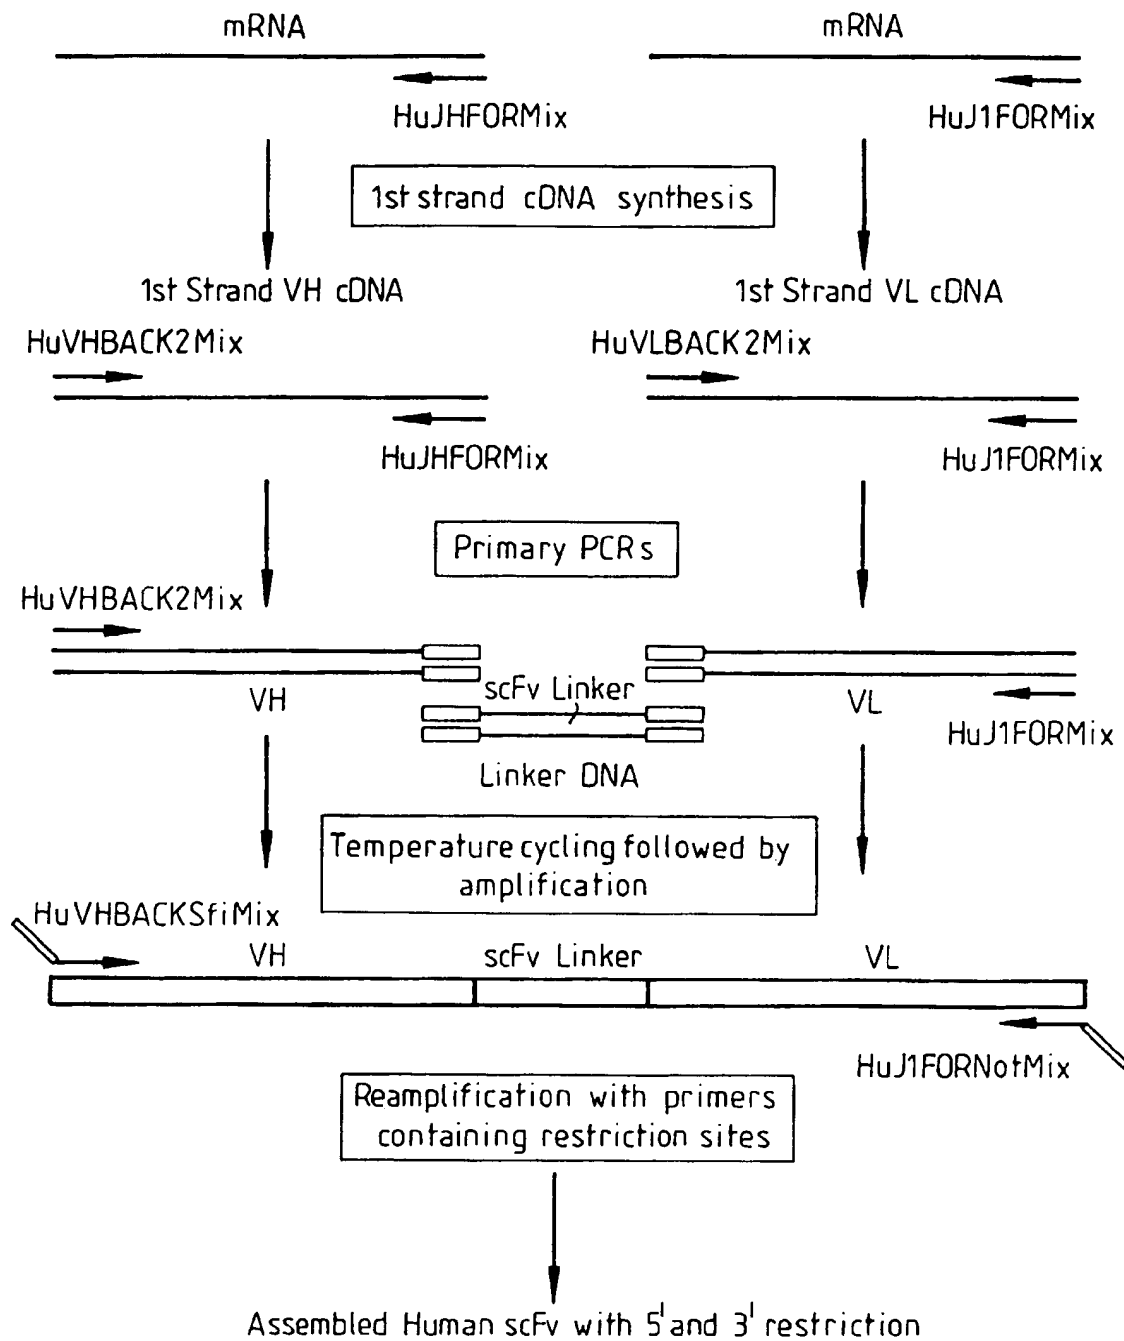 mRNA
mRNA
HuJHFORMix
HuJ1FORMix
1st strand cDNA synthesis
1st Strand VH cDNA
1st Strand VL cDNA
HuVHBACK2Mix
HuVLBACK2Mix
HuJHFORMix
HuJ1FORMix
Primary PCRs
HuVHBACK2Mix
VH
scFv Linker
VL
HuJ1FORMix
Linker DNA
Temperature cycling followed by
amplification
HuVHBACKSfiMix
VH
scFv Linker
VL
HuJ1FORNotMix
Reamplification with primers
containing restriction sites
Assembled Human scFv with 5' and 3' restriction